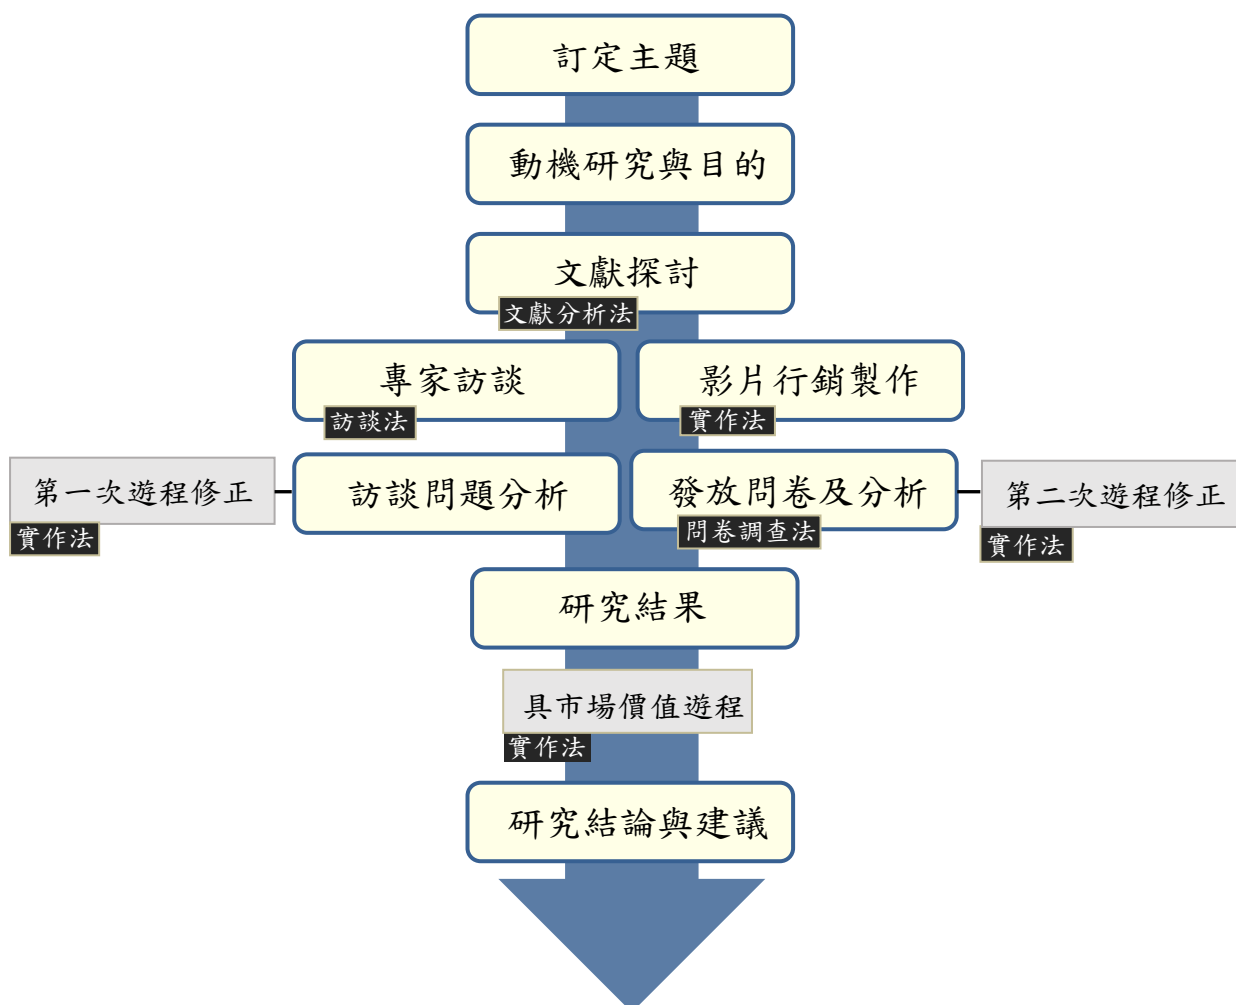 訂定主題
動機研究與目的
文獻探討
文獻分析法
專家訪談
訪談法
影片行銷製作
實作法
第一次遊程修正
實作法
訪談問題分析
發放問卷及分析
問卷調查法
第二次遊程修正
實作法
研究結果
具市場價值遊程
實作法
研究結論與建議